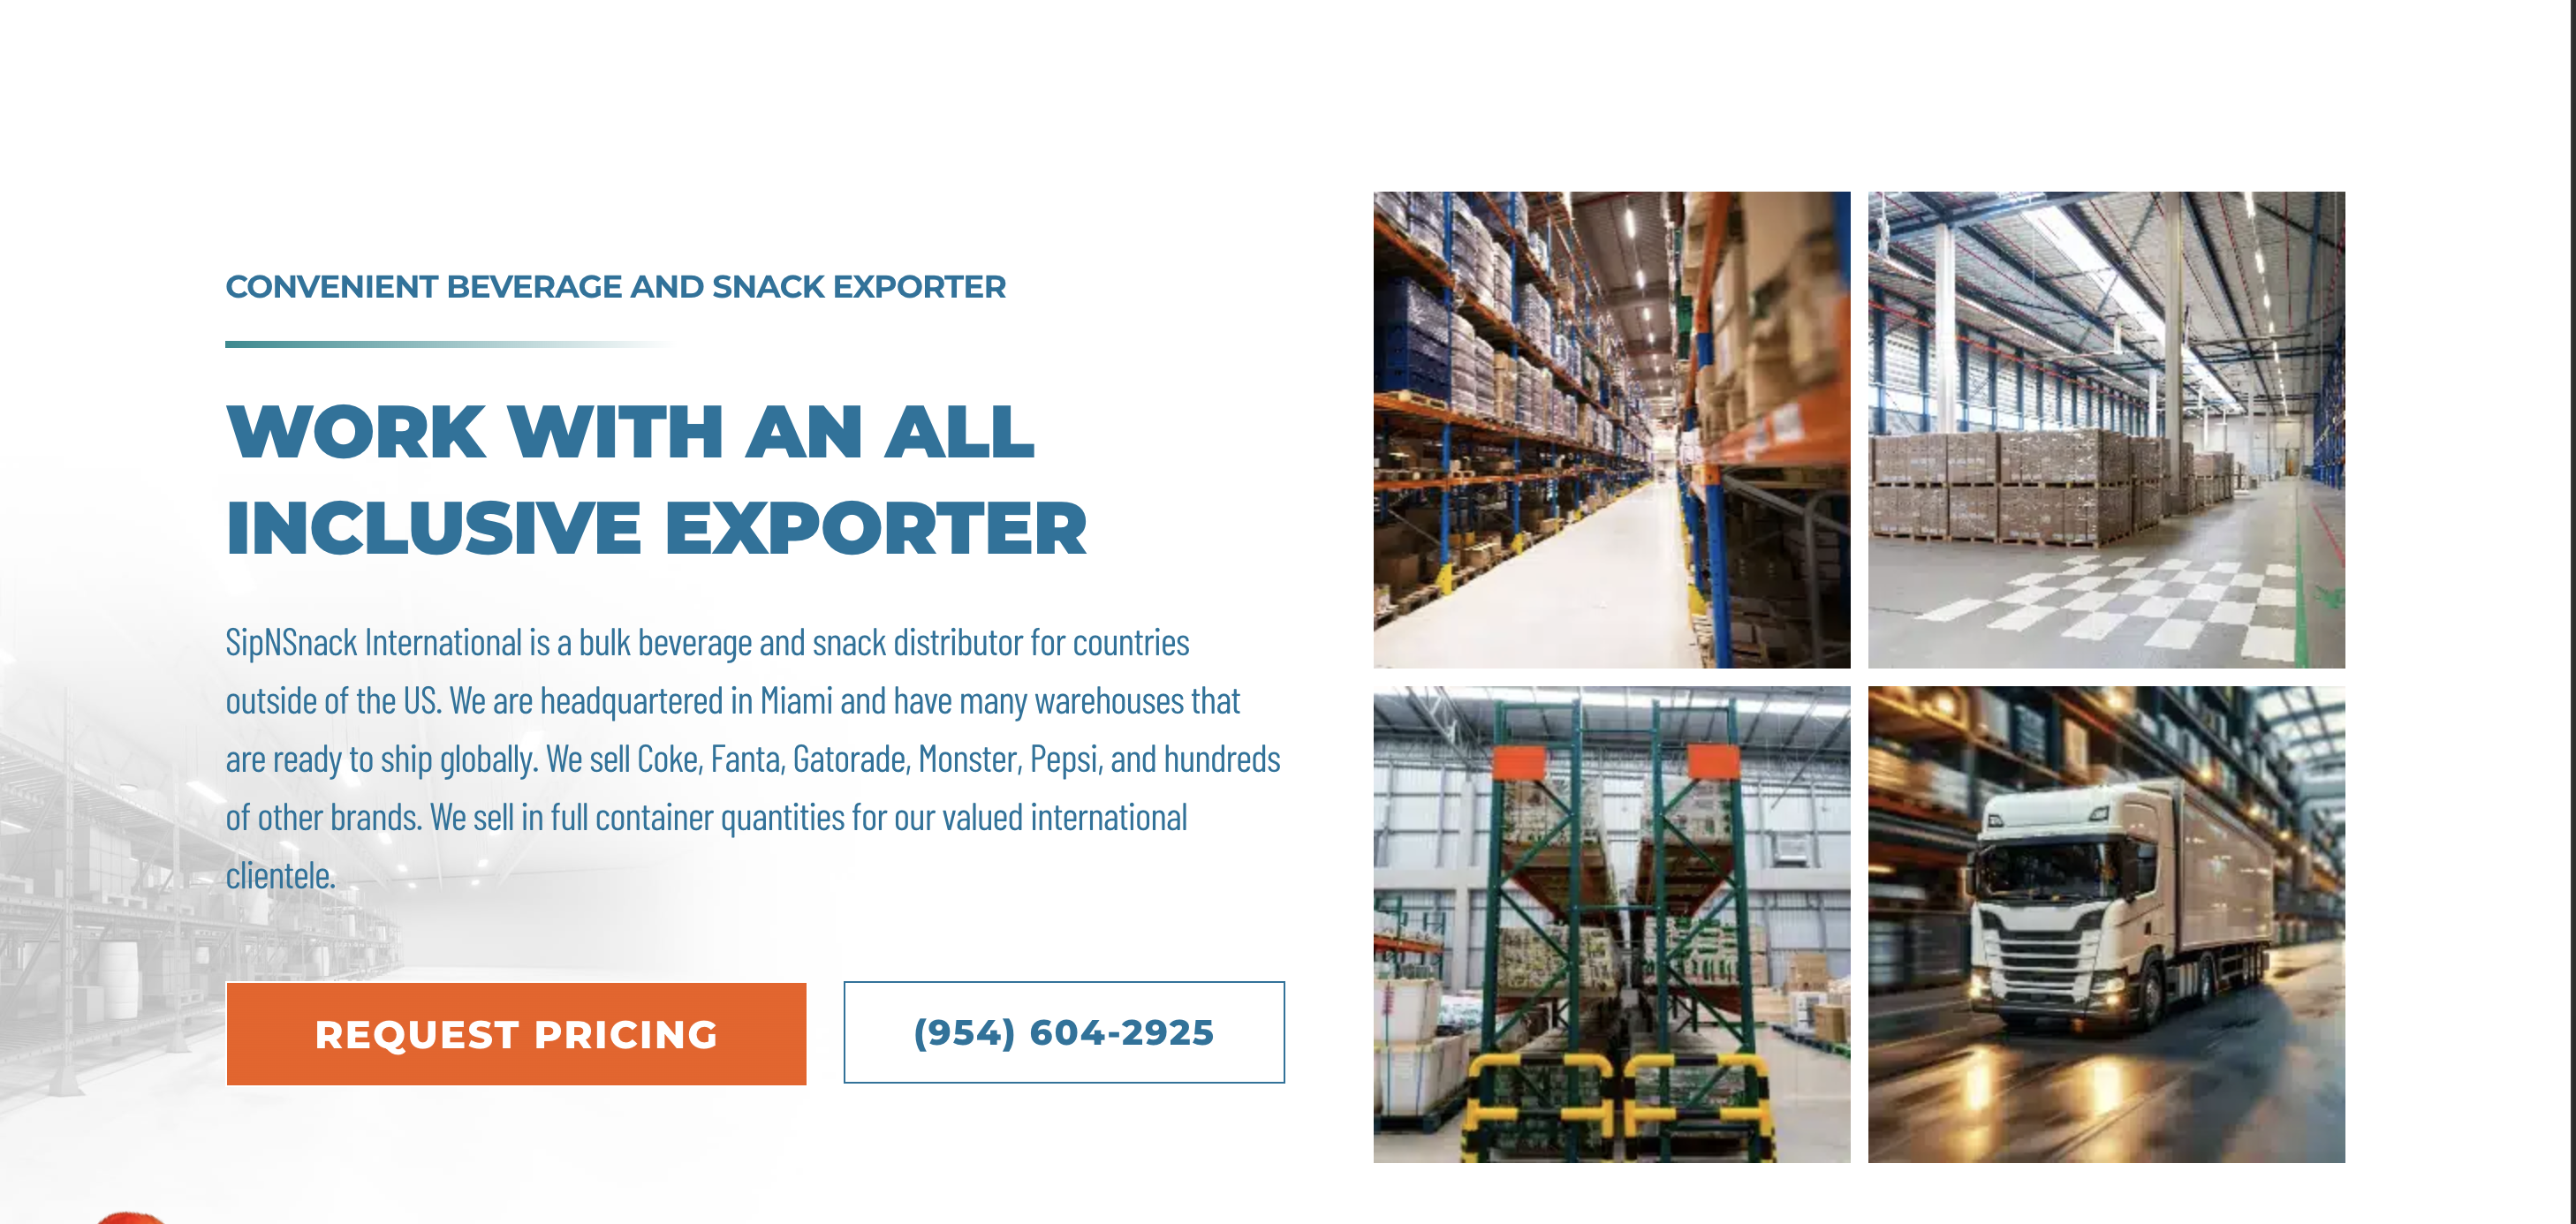 CONVENIENT BEVERAGE AND SNACK EXPORTER
WORK WITH AN ALL
INCLUSIVE EXPORTER
SipNSnack International is a bulk beverage and snack distributor for countries
outside of the US. We are headquartered in Miami and have many warehouses that
are ready to ship globally. We sell Coke, Fanta, Gatorade, Monster, Pepsi, and hundreds
of other brands. We sell in full container quantities for our valued international
clientele.
REQUEST PRICING
(954) 604-2925